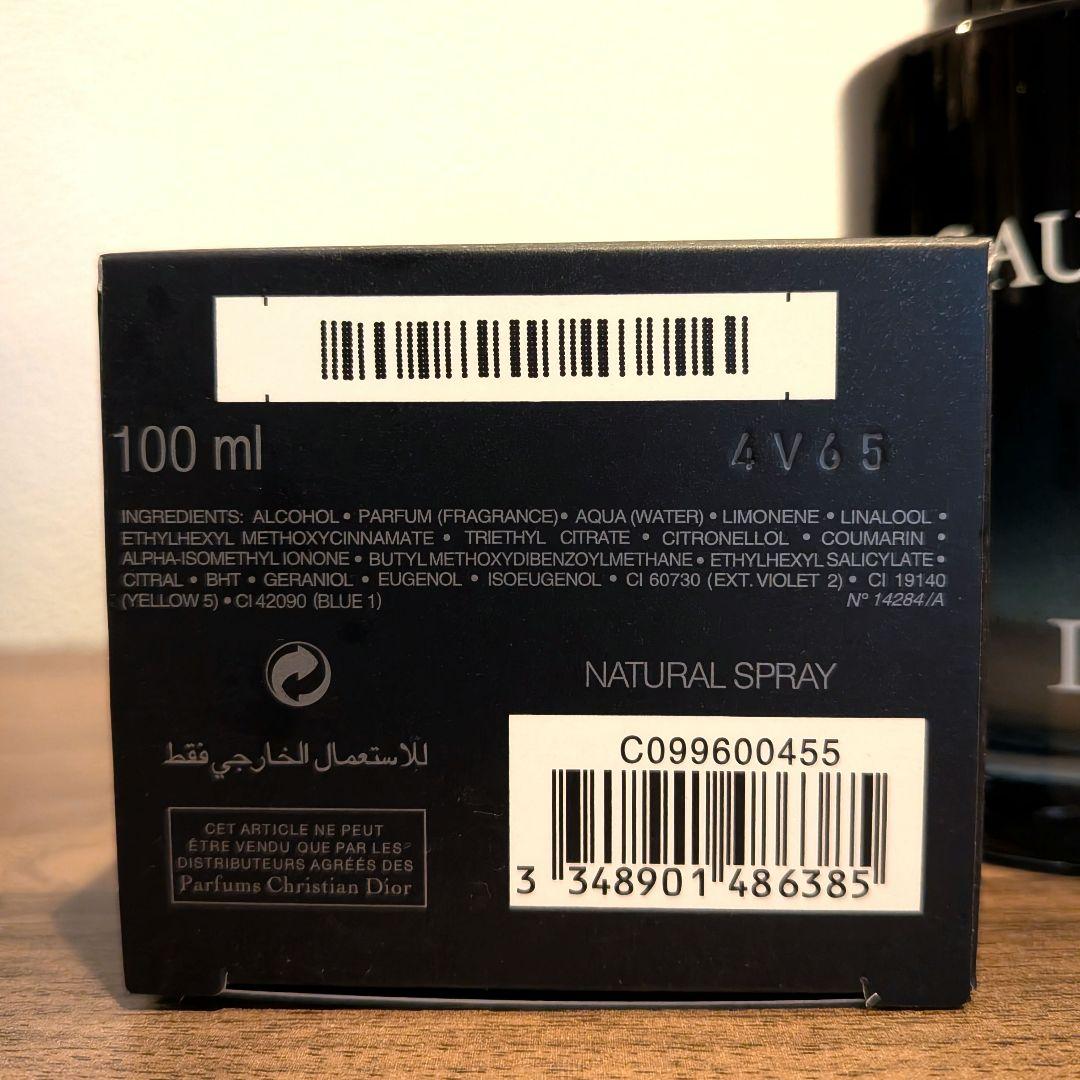 100 ml
4V65
INGREDIENTS: ALCOHOL • PARFUM (FRAGRANCE) • AQUA (WATER) • LIMONENE • LINALOOL •
ETHYLHEXYL METHOXYCINNAMATE • TRIETHYL CITRATE • CITRONELLOL • COUMARIN •
ALPHA-ISOMETHYL IONONE • BUTYL METHOXYDIBENZOYLMETHANE • ETHYLHEXYL SALICYLATE •
CITRAL • BHT • GERANIOL • EUGENOL • ISOEUGENOL • CI 60730 (EXT. VIOLET 2) • CI 19140
(YELLOW 5) • CI 42090 (BLUE 1)
N° 14284/A
NATURAL SPRAY
للاستعمال الخارجي فقط
CET ARTICLE NE PEUT
ÊTRE VENDU QUE PAR LES
DISTRIBUTEURS AGRÉÉS DES
Parfums Christian Dior
C099600455
3 348901 486385